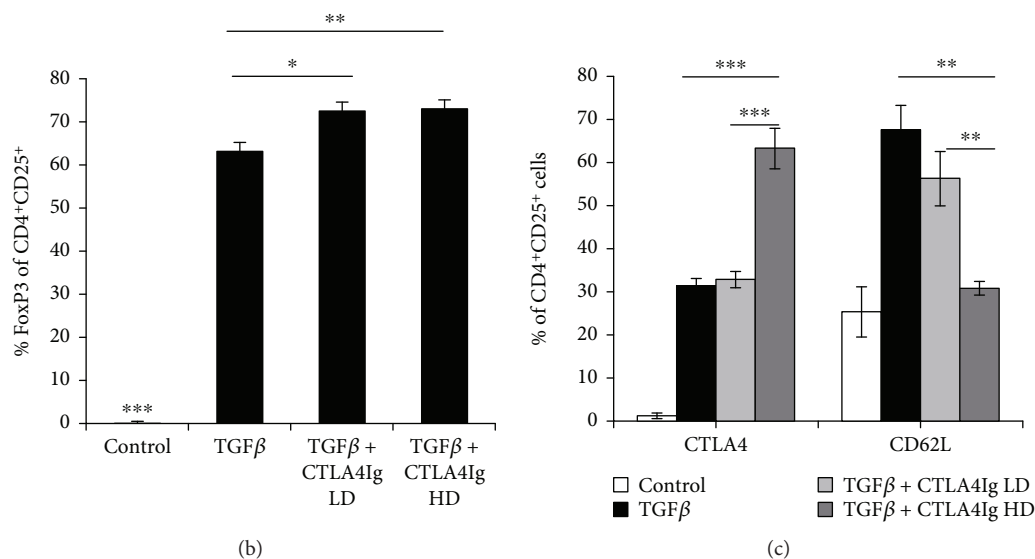 **
*
80
70
60
50
40
30
20
10
0
% FoxP3 of CD4+CD25+
***
Control
TGFβ
TGFβ +
CTLA4Ig
LD
TGFβ +
CTLA4Ig
HD
(b)
***
**
***
**
80
70
60
50
40
30
20
10
0
% of CD4+CD25+ cells
CTLA4
CD62L
Control
TGFβ
TGFβ + CTLA4Ig LD
TGFβ + CTLA4Ig HD
(c)